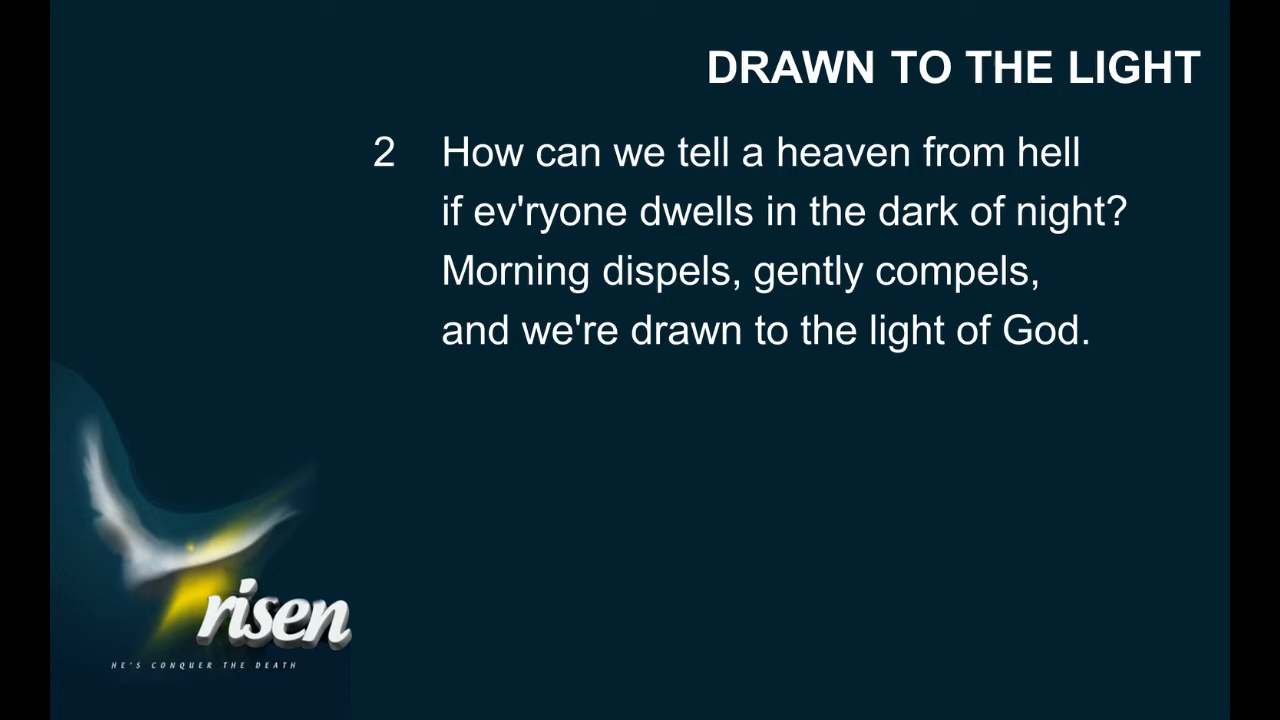 DRAWN TO THE LIGHT
2 How can we tell a heaven from hell
if ev'ryone dwells in the dark of night?
Morning dispels, gently compels,
and we're drawn to the light of God.
risen
HE'S CONQUER THE DEATH